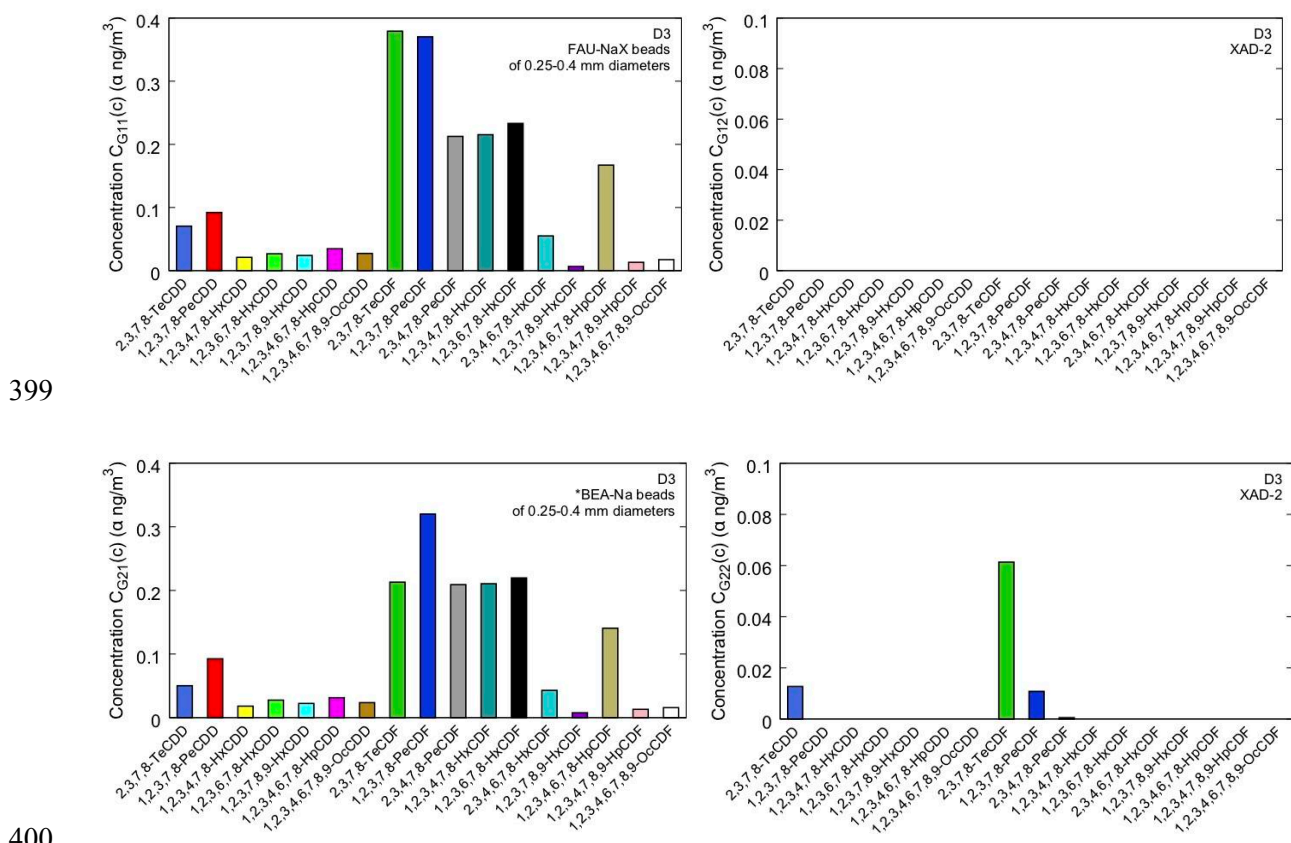 Concentration C_G11(c) (α ng/m³)
0.4
0.3
0.2
0.1
0
D3
FAU-NaX beads
of 0.25-0.4 mm diameters
2,3,7,8-TeCDD
1,2,3,7,8-PeCDD
1,2,3,4,7,8-HxCDD
1,2,3,6,7,8-HxCDD
1,2,3,7,8,9-HxCDD
1,2,3,4,6,7,8-HpCDD
1,2,3,4,6,7,8,9-OcCDD
2,3,7,8-TeCDF
1,2,3,7,8-PeCDF
2,3,4,7,8-PeCDF
1,2,3,4,7,8-HxCDF
1,2,3,6,7,8-HxCDF
2,3,4,6,7,8-HxCDF
1,2,3,7,8,9-HxCDF
1,2,3,4,6,7,8-HpCDF
1,2,3,4,7,8,9-HpCDF
1,2,3,4,6,7,8,9-OcCDF
Concentration C_G12(c) (α ng/m³)
0.1
0.08
0.06
0.04
0.02
0
D3
XAD-2
2,3,7,8-TeCDD
1,2,3,7,8-PeCDD
1,2,3,4,7,8-HxCDD
1,2,3,6,7,8-HxCDD
1,2,3,7,8,9-HxCDD
1,2,3,4,6,7,8-HpCDD
1,2,3,4,6,7,8,9-OcCDD
2,3,7,8-TeCDF
1,2,3,7,8-PeCDF
2,3,4,7,8-PeCDF
1,2,3,4,7,8-HxCDF
1,2,3,6,7,8-HxCDF
2,3,4,6,7,8-HxCDF
1,2,3,7,8,9-HxCDF
1,2,3,4,6,7,8-HpCDF
1,2,3,4,7,8,9-HpCDF
1,2,3,4,6,7,8,9-OcCDF
399
Concentration C_G21(c) (α ng/m³)
0.4
0.3
0.2
0.1
0
D3
*BEA-Na beads
of 0.25-0.4 mm diameters
2,3,7,8-TeCDD
1,2,3,7,8-PeCDD
1,2,3,4,7,8-HxCDD
1,2,3,6,7,8-HxCDD
1,2,3,7,8,9-HxCDD
1,2,3,4,6,7,8-HpCDD
1,2,3,4,6,7,8,9-OcCDD
2,3,7,8-TeCDF
1,2,3,7,8-PeCDF
2,3,4,7,8-PeCDF
1,2,3,4,7,8-HxCDF
1,2,3,6,7,8-HxCDF
2,3,4,6,7,8-HxCDF
1,2,3,7,8,9-HxCDF
1,2,3,4,6,7,8-HpCDF
1,2,3,4,7,8,9-HpCDF
1,2,3,4,6,7,8,9-OcCDF
Concentration C_G22(c) (α ng/m³)
0.1
0.08
0.06
0.04
0.02
0
D3
XAD-2
2,3,7,8-TeCDD
1,2,3,7,8-PeCDD
1,2,3,4,7,8-HxCDD
1,2,3,6,7,8-HxCDD
1,2,3,7,8,9-HxCDD
1,2,3,4,6,7,8-HpCDD
1,2,3,4,6,7,8,9-OcCDD
2,3,7,8-TeCDF
1,2,3,7,8-PeCDF
2,3,4,7,8-PeCDF
1,2,3,4,7,8-HxCDF
1,2,3,6,7,8-HxCDF
2,3,4,6,7,8-HxCDF
1,2,3,7,8,9-HxCDF
1,2,3,4,6,7,8-HpCDF
1,2,3,4,7,8,9-HpCDF
1,2,3,4,6,7,8,9-OcCDF
400